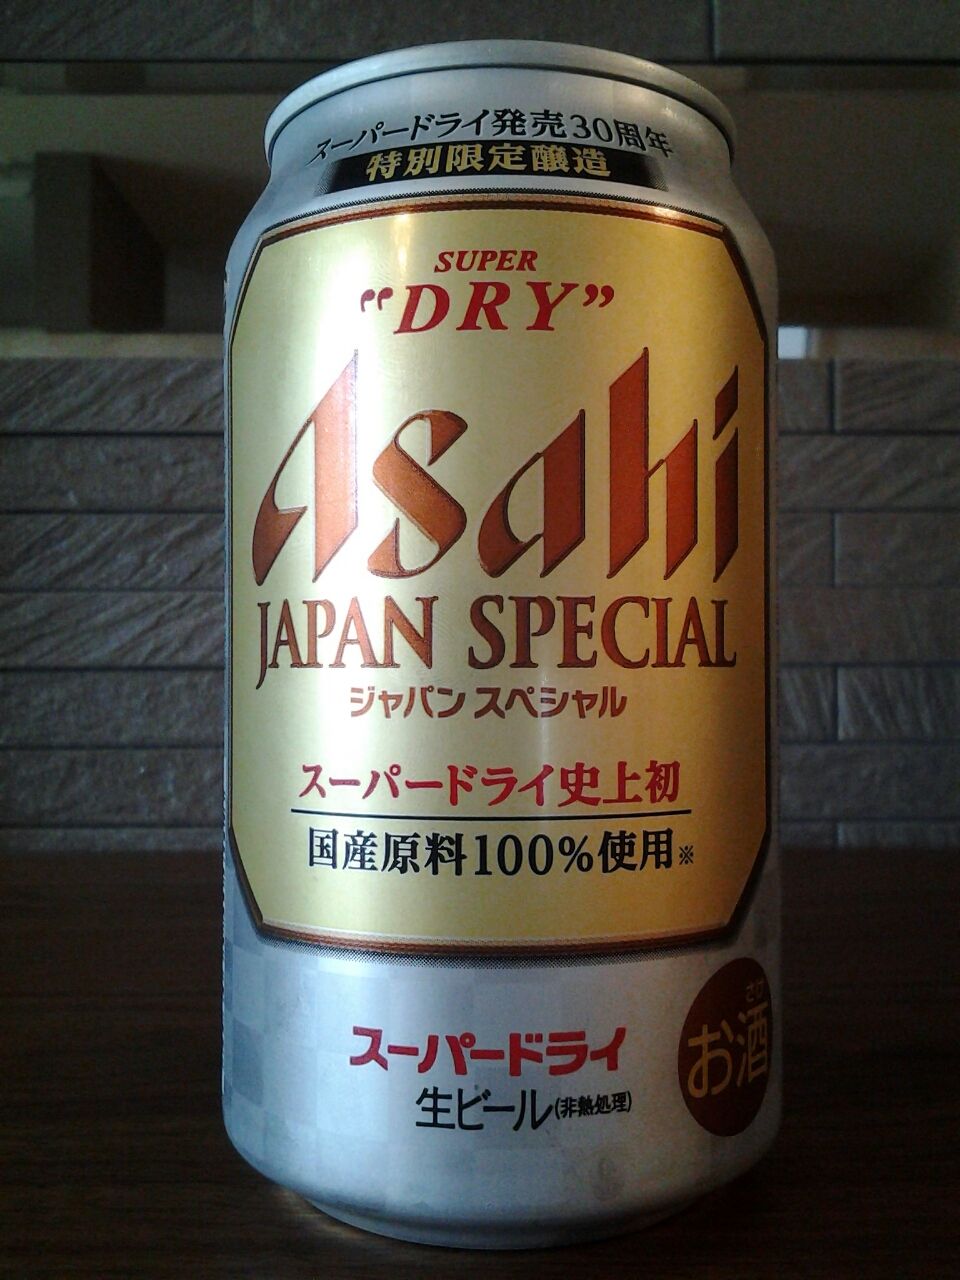 スーパードライ発売30周年
特別限定醸造
SUPER
“DRY”
Asahi
JAPAN SPECIAL
ジャパン スペシャル
スーパードライ史上初
国産原料100%使用※
スーパードライ
生ビール(非熱処理)
さけ
お酒